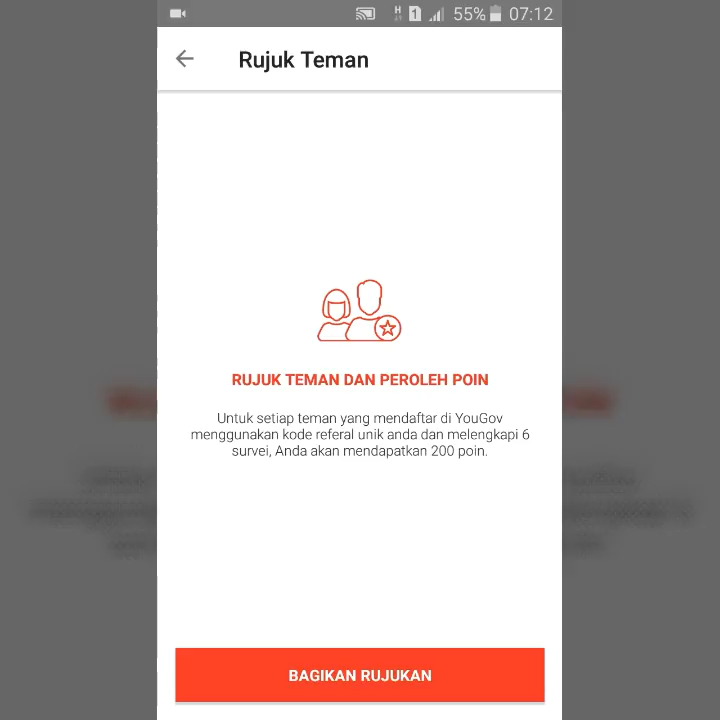 55% 07:12
Rujuk Teman
RUJUK TEMAN DAN PEROLEH POIN
Untuk setiap teman yang mendaftar di YouGov
menggunakan kode referal unik anda dan melengkapi 6
survei, Anda akan mendapatkan 200 poin.
BAGIKAN RUJUKAN